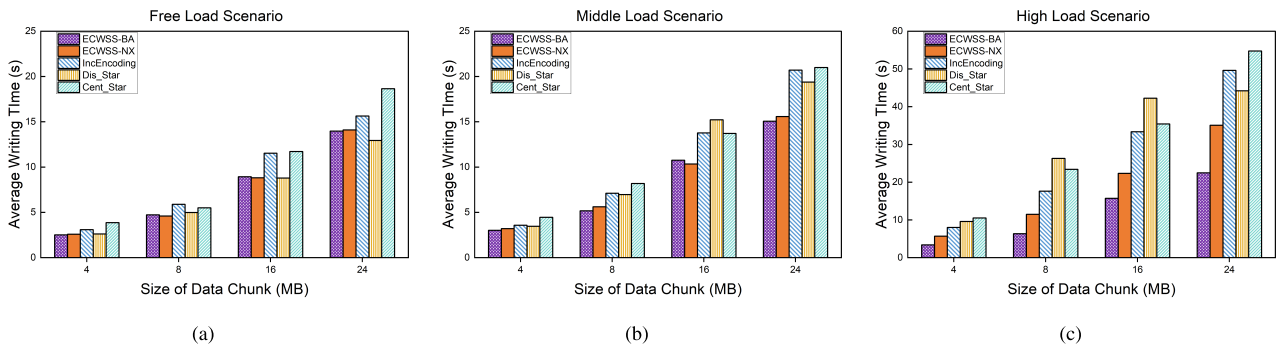 Free Load Scenario
Average Writing TIme (s)
25
20
15
10
5
0
ECWSS-BA
ECWSS-NX
IncEncoding
Dis_Star
Cent_Star
4 8 16 24
Size of Data Chunk (MB)
(a)
Middle Load Scenario
Average Writing TIme (s)
25
20
15
10
5
0
ECWSS-BA
ECWSS-NX
IncEncoding
Dis_Star
Cent_Star
4 8 16 24
Size of Data Chunk (MB)
(b)
High Load Scenario
Average Writing TIme (s)
60
50
40
30
20
10
0
ECWSS-BA
ECWSS-NX
IncEncoding
Dis_Star
Cent_Star
4 8 16 24
Size of Data Chunk (MB)
(c)